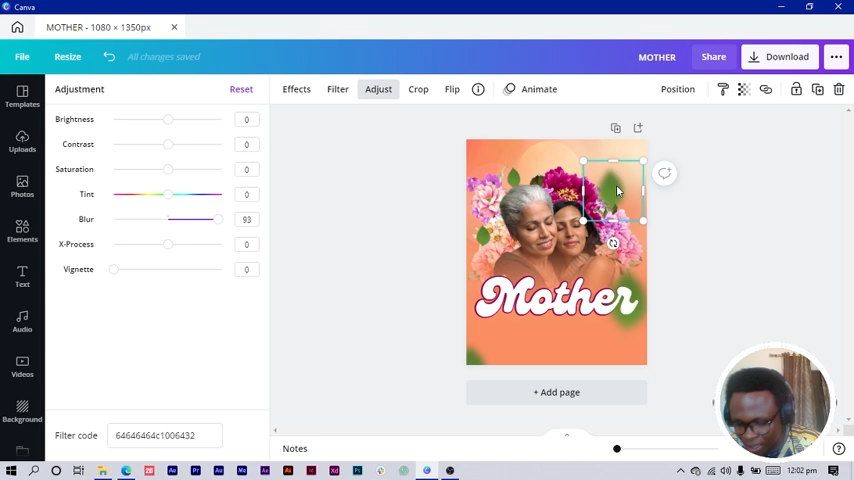 Canva
MOTHER - 1080 × 1350px
File
Resize
All changes saved
MOTHER
Share
Download
Adjustment
Reset
Effects
Filter
Adjust
Crop
Flip
Animate
Position
Templates
Uploads
Photos
Elements
Text
Audio
Videos
Background
Brightness
0
Contrast
0
Saturation
0
Tint
0
Blur
93
X-Process
0
Vignette
0
Filter code
64646464c1006432
Mother
+ Add page
Notes
12:02 pm